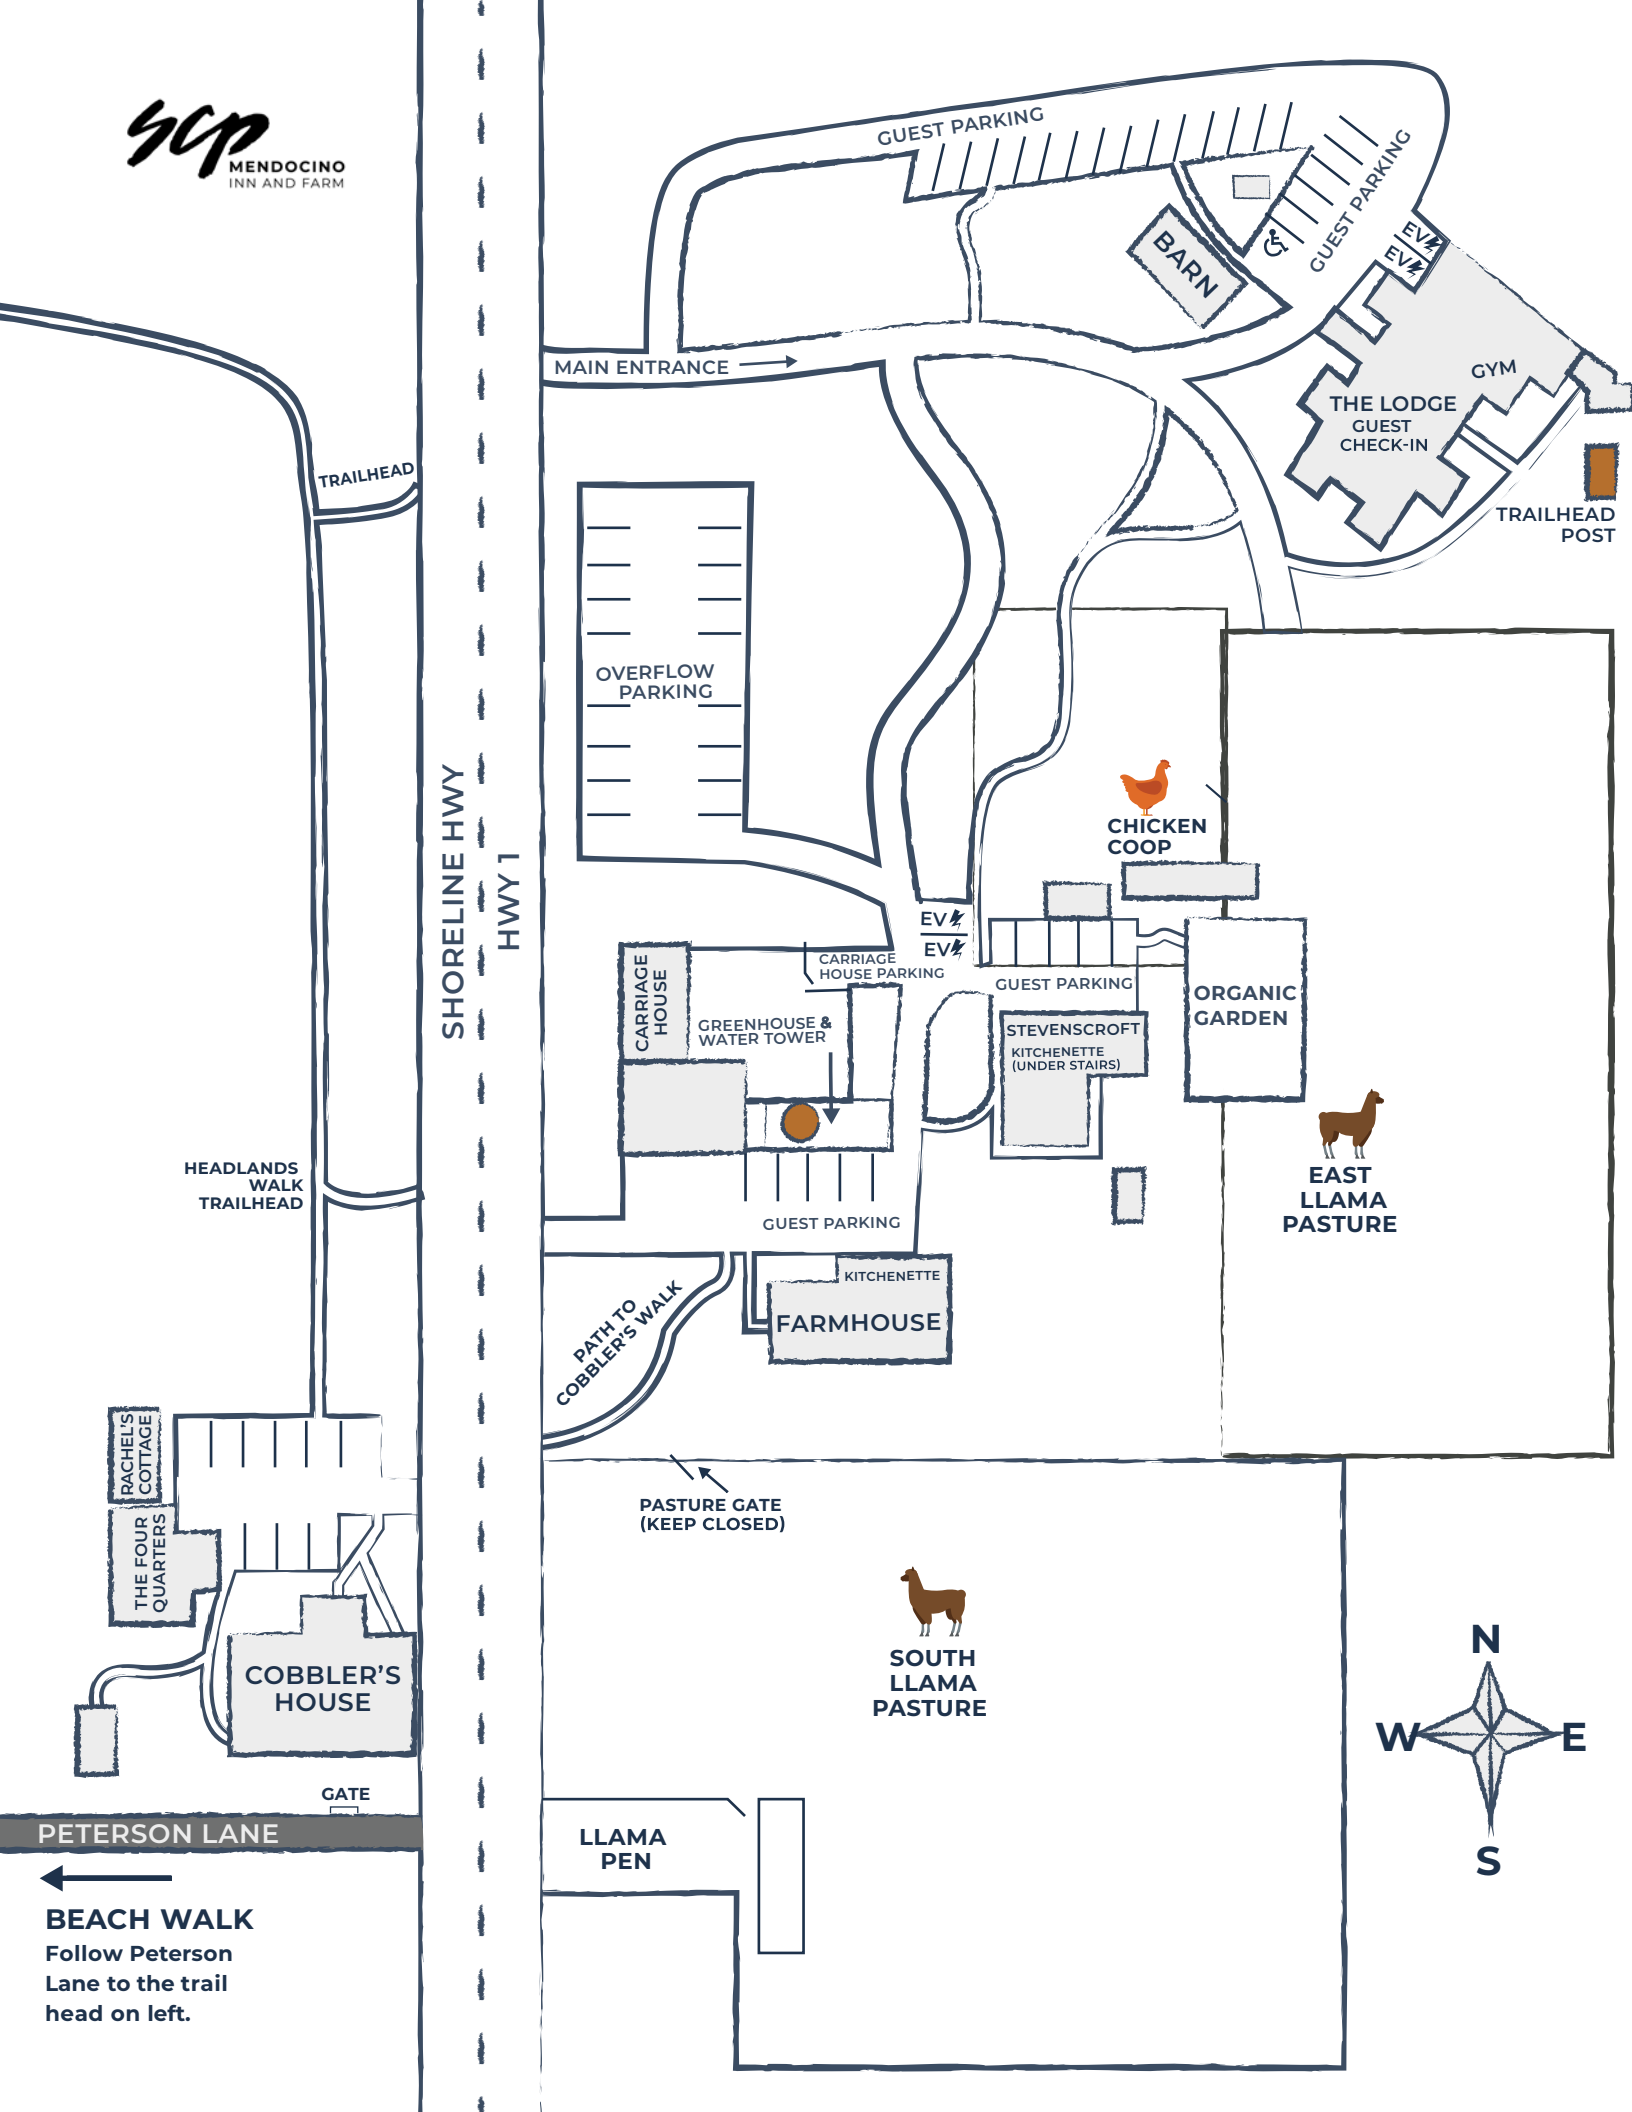 scp
MENDOCINO
INN AND FARM
GUEST PARKING
GUEST PARKING
EV
EV
BARN
MAIN ENTRANCE
GYM
THE LODGE
GUEST
CHECK-IN
TRAILHEAD
TRAILHEAD
POST
OVERFLOW
PARKING
SHORELINE HWY
HWY 1
CHICKEN
COOP
EV
EV
CARRIAGE
HOUSE
CARRIAGE
HOUSE PARKING
GUEST PARKING
ORGANIC
GARDEN
GREENHOUSE &
WATER TOWER
STEVENSCROFT
KITCHENETTE
(UNDER STAIRS)
EAST
LLAMA
PASTURE
HEADLANDS
WALK
TRAILHEAD
GUEST PARKING
KITCHENETTE
FARMHOUSE
PATH TO
COBBLER'S WALK
RACHEL'S
COTTAGE
PASTURE GATE
(KEEP CLOSED)
THE FOUR
QUARTERS
SOUTH
LLAMA
PASTURE
COBBLER'S
HOUSE
N
W
E
S
GATE
PETERSON LANE
LLAMA
PEN
BEACH WALK
Follow Peterson
Lane to the trail
head on left.